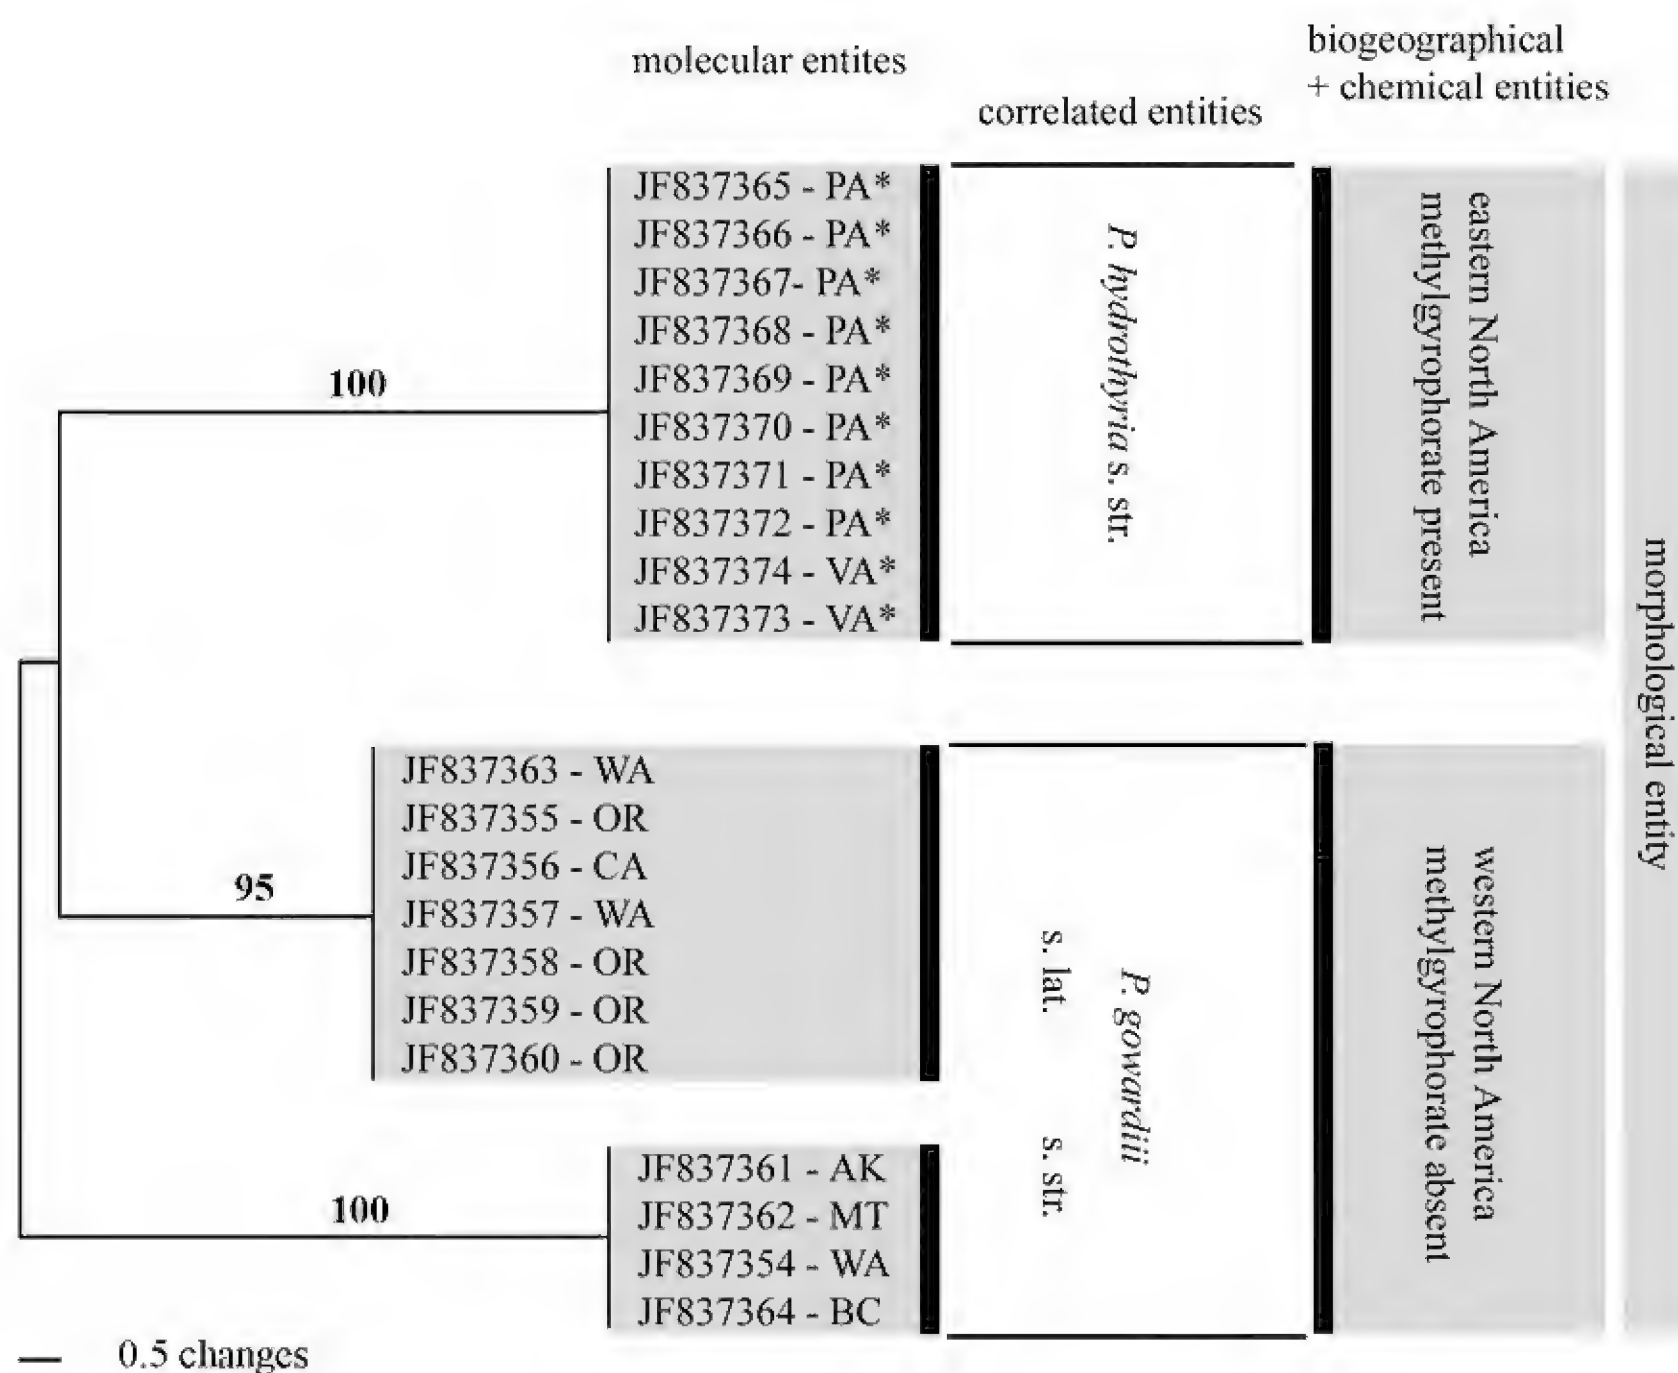 molecular entites
correlated entities
biogeographical
+ chemical entities
JF837365 - PA*
JF837366 - PA*
JF837367- PA*
JF837368 - PA*
JF837369 - PA*
JF837370 - PA*
JF837371 - PA*
JF837372 - PA*
JF837374 - VA*
JF837373 - VA*
100
P. hydrothyria s. str.
eastern North America
methylgyrophorate present
morphological entity
JF837363 - WA
JF837355 - OR
JF837356 - CA
JF837357 - WA
JF837358 - OR
JF837359 - OR
JF837360 - OR
95
P. gowardiii
s. lat.
s. str.
western North America
methylgyrophorate absent
JF837361 - AK
JF837362 - MT
JF837354 - WA
JF837364 - BC
100
0.5 changes